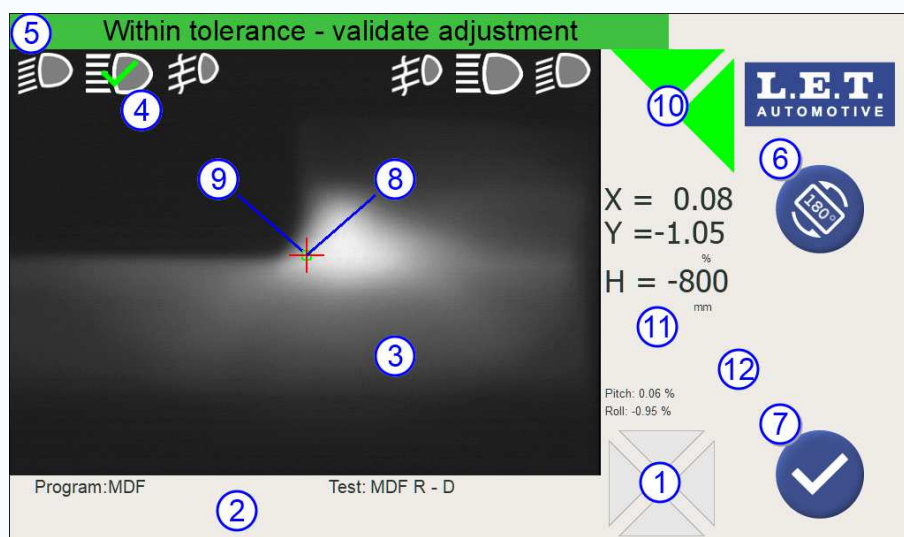 5
Within tolerance - validate adjustment
4
10
L.E.T.
AUTOMOTIVE
6
180°
9
8
X = 0.08
Y =-1.05
%
H = -800
mm
11
3
12
Pitch: 0.06 %
Roll: -0.95 %
7
1
Program:MDF
Test: MDF R - D
2